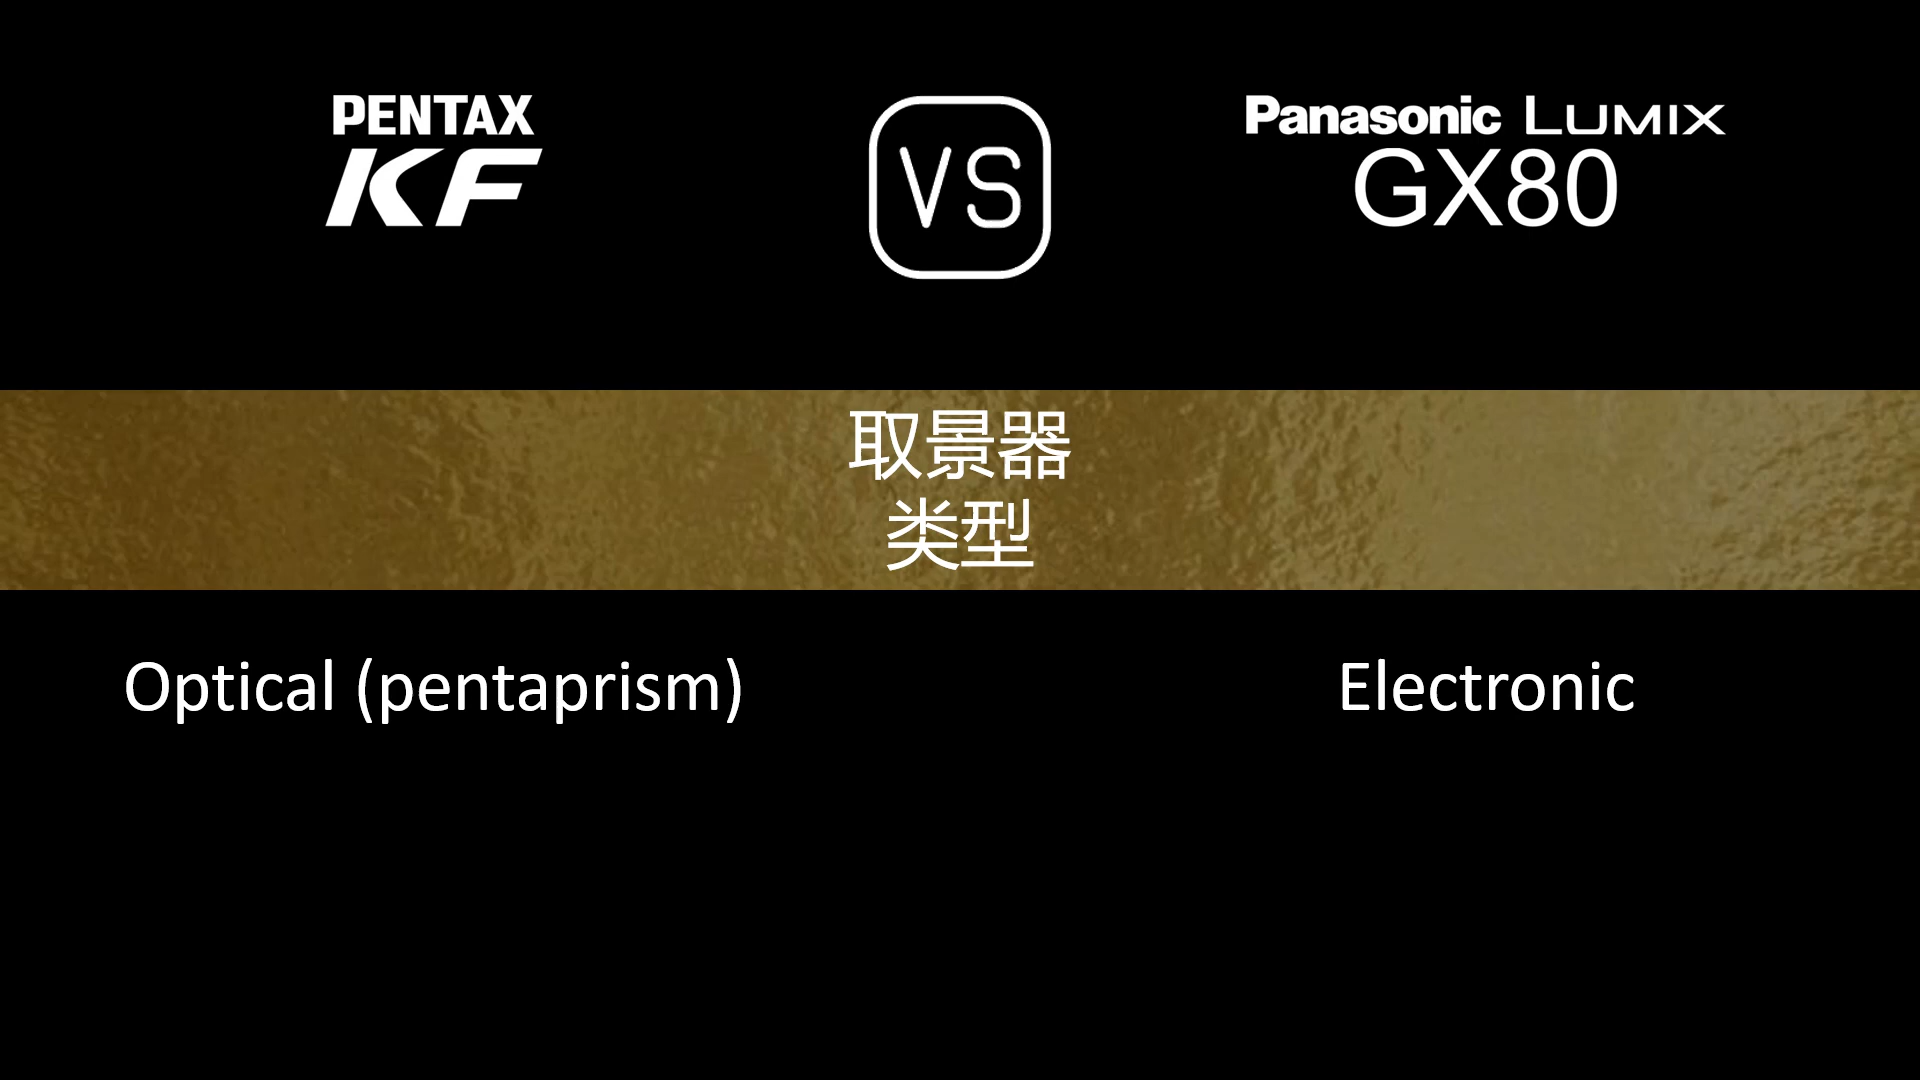 PENTAX
KF
VS
Panasonic LUMIX
GX80
取景器
类型
Optical (pentaprism)
Electronic